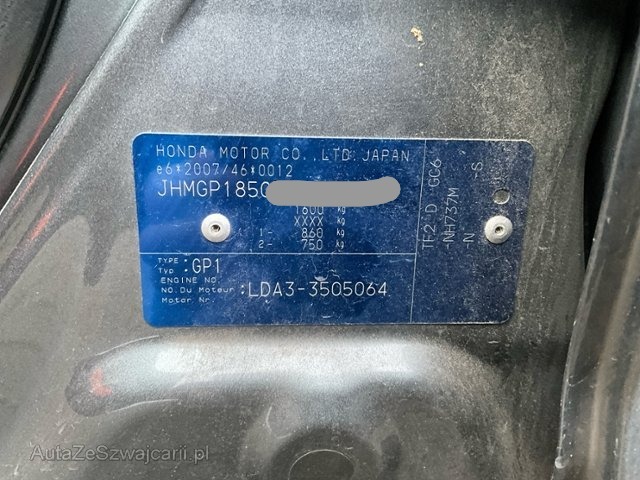 HONDA MOTOR CO.,LTD.JAPAN
e6*2007/46*0012
JHMGP1850
1600 kg
XXXX kg
1- 860 kg
2- 750 kg
TYPE
TYP :GP1
ENGINE NO.
NO.Du Moteur :LDA3-3505064
Motor Nr.
TF2-D -GC6 -S
-NH737M -N
AutaZeSzwajcarii.pl